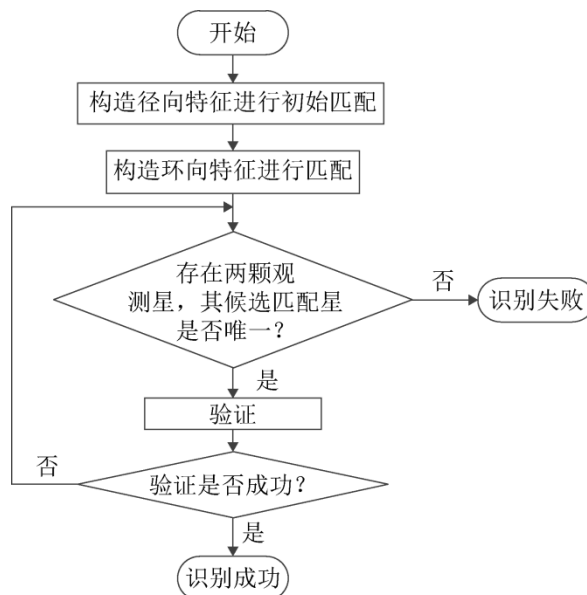 开始
构造径向特征进行初始匹配
构造环向特征进行匹配
存在两颗观
测星，其候选匹配星
是否唯一？
否
识别失败
是
验证
否
验证是否成功？
是
识别成功